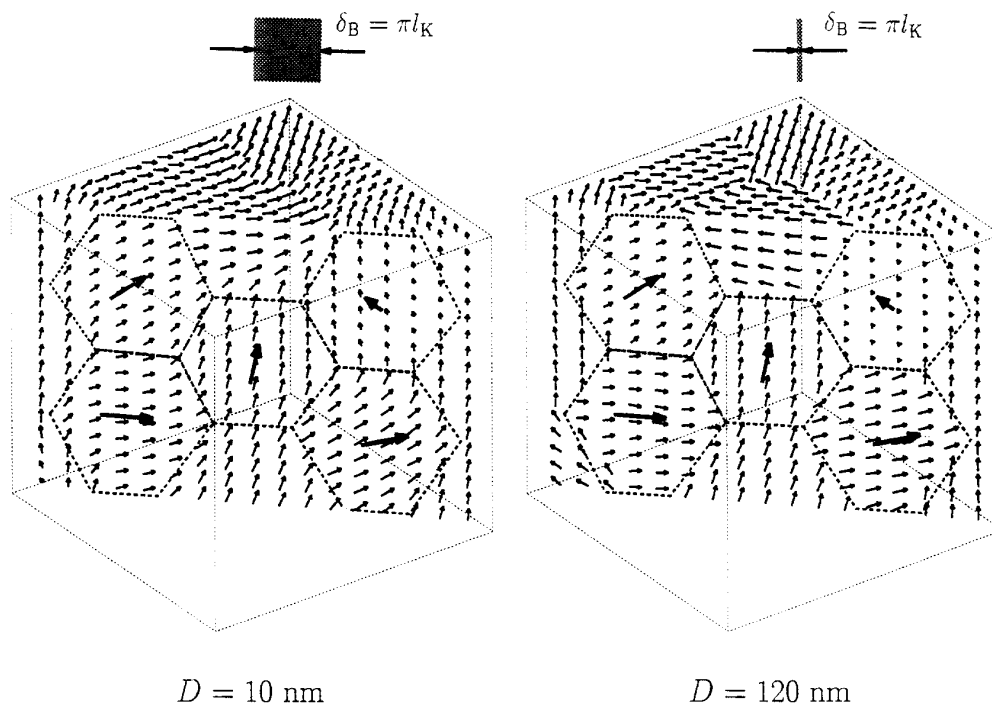 δ_B = πl_K
δ_B = πl_K
D = 10 nm
D = 120 nm